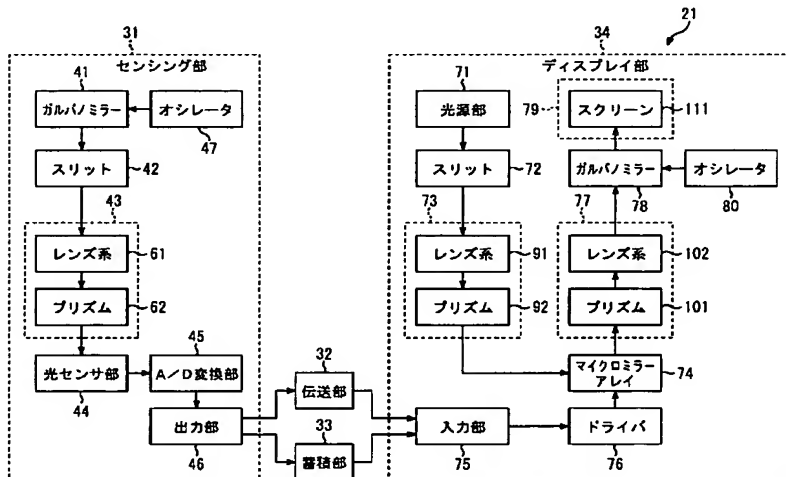 21
31
センシング部
41
ガルバノミラー
オシレータ
47
スリット
42
43
レンズ系
61
プリズム
62
光センサ部
44
45
A/D変換部
出力部
46
32
伝送部
33
蓄積部
34
ディスプレイ部
71
光源部
スリット
72
73
レンズ系
91
プリズム
92
79
スクリーン
111
ガルバノミラー
78
オシレータ
80
77
レンズ系
102
プリズム
101
マイクロミラー
アレイ
74
入力部
75
ドライバ
76